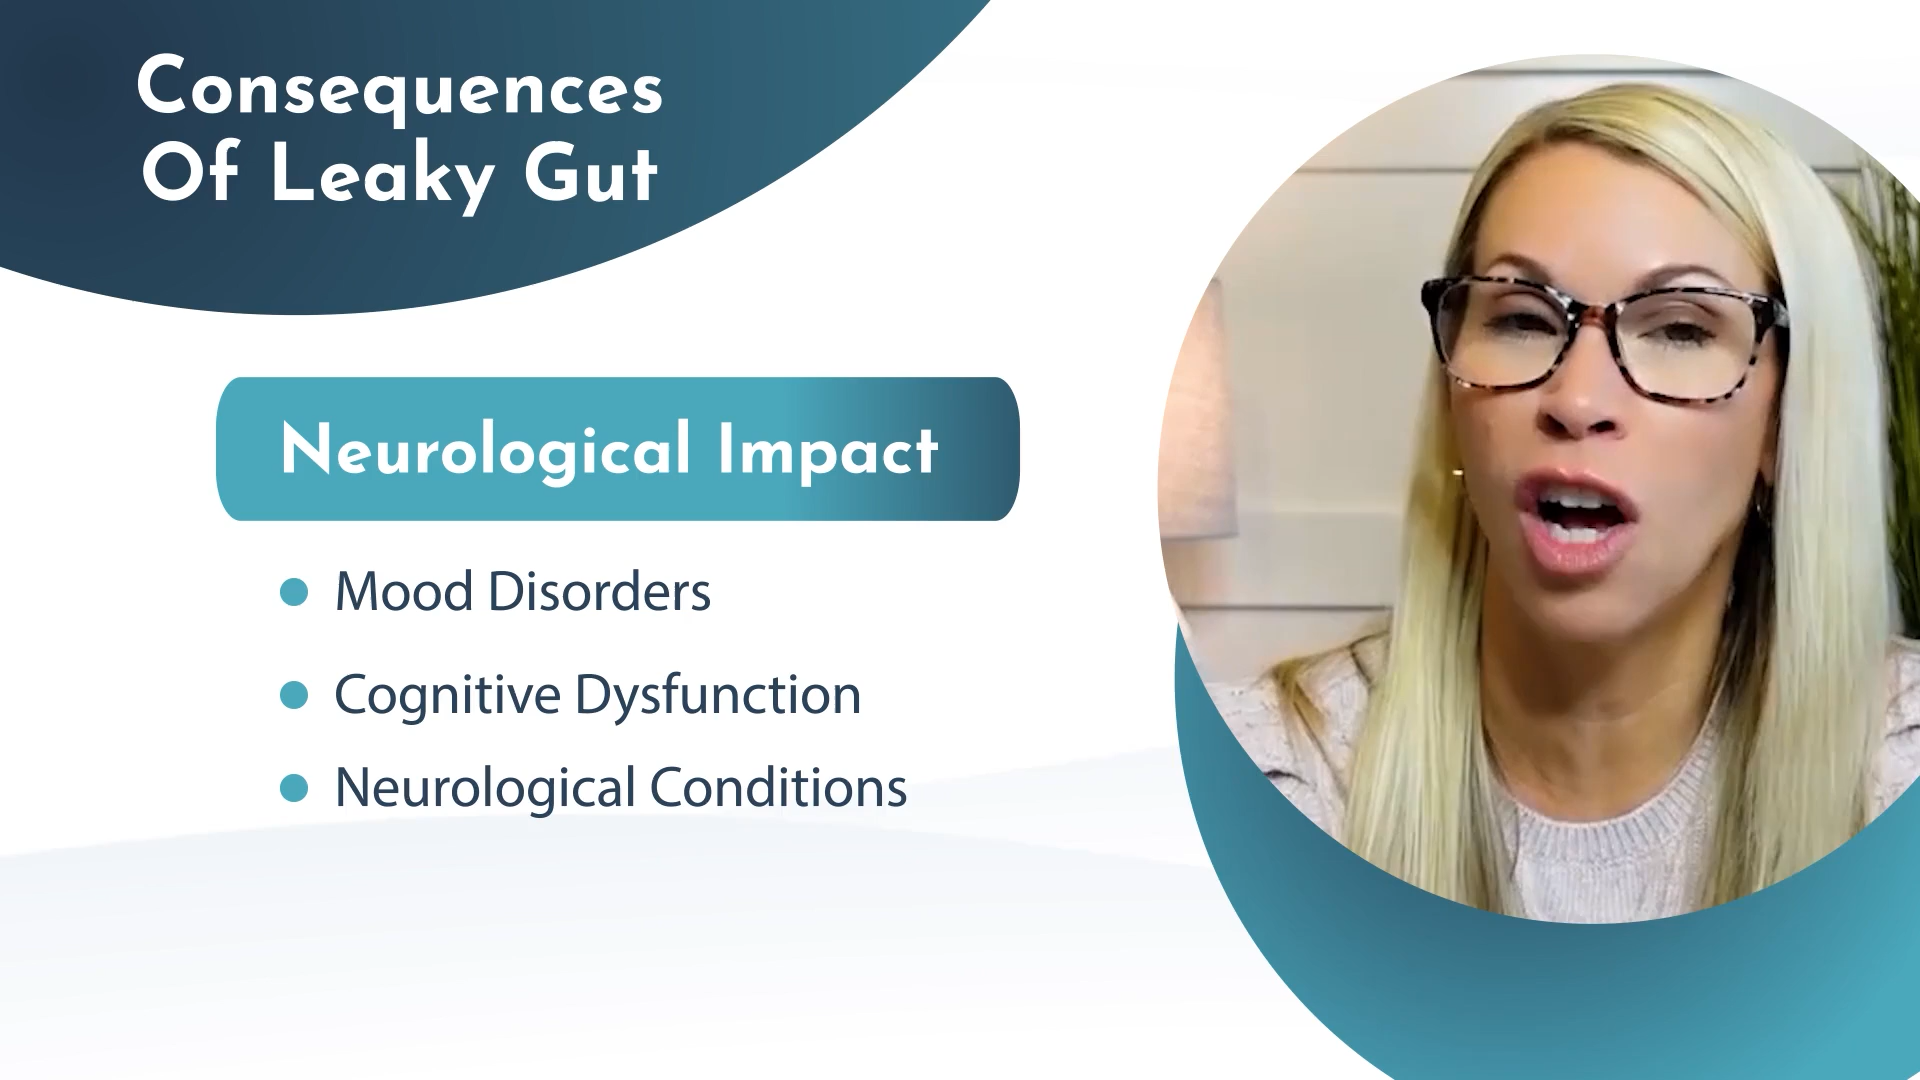 Consequences
Of Leaky Gut
Neurological Impact
Mood Disorders
Cognitive Dysfunction
Neurological Conditions